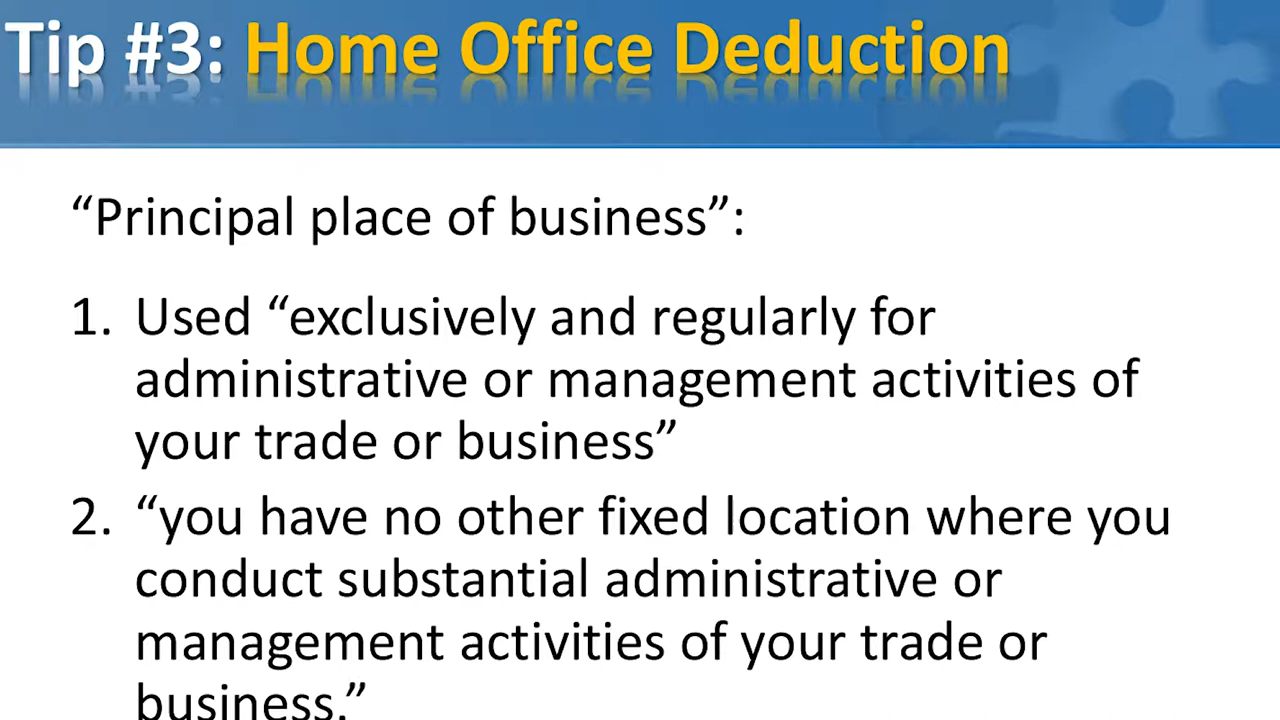 Tip #3: Home Office Deduction
“Principal place of business”:
1. Used “exclusively and regularly for
administrative or management activities of
your trade or business”
2. “you have no other fixed location where you
conduct substantial administrative or
management activities of your trade or
business.”